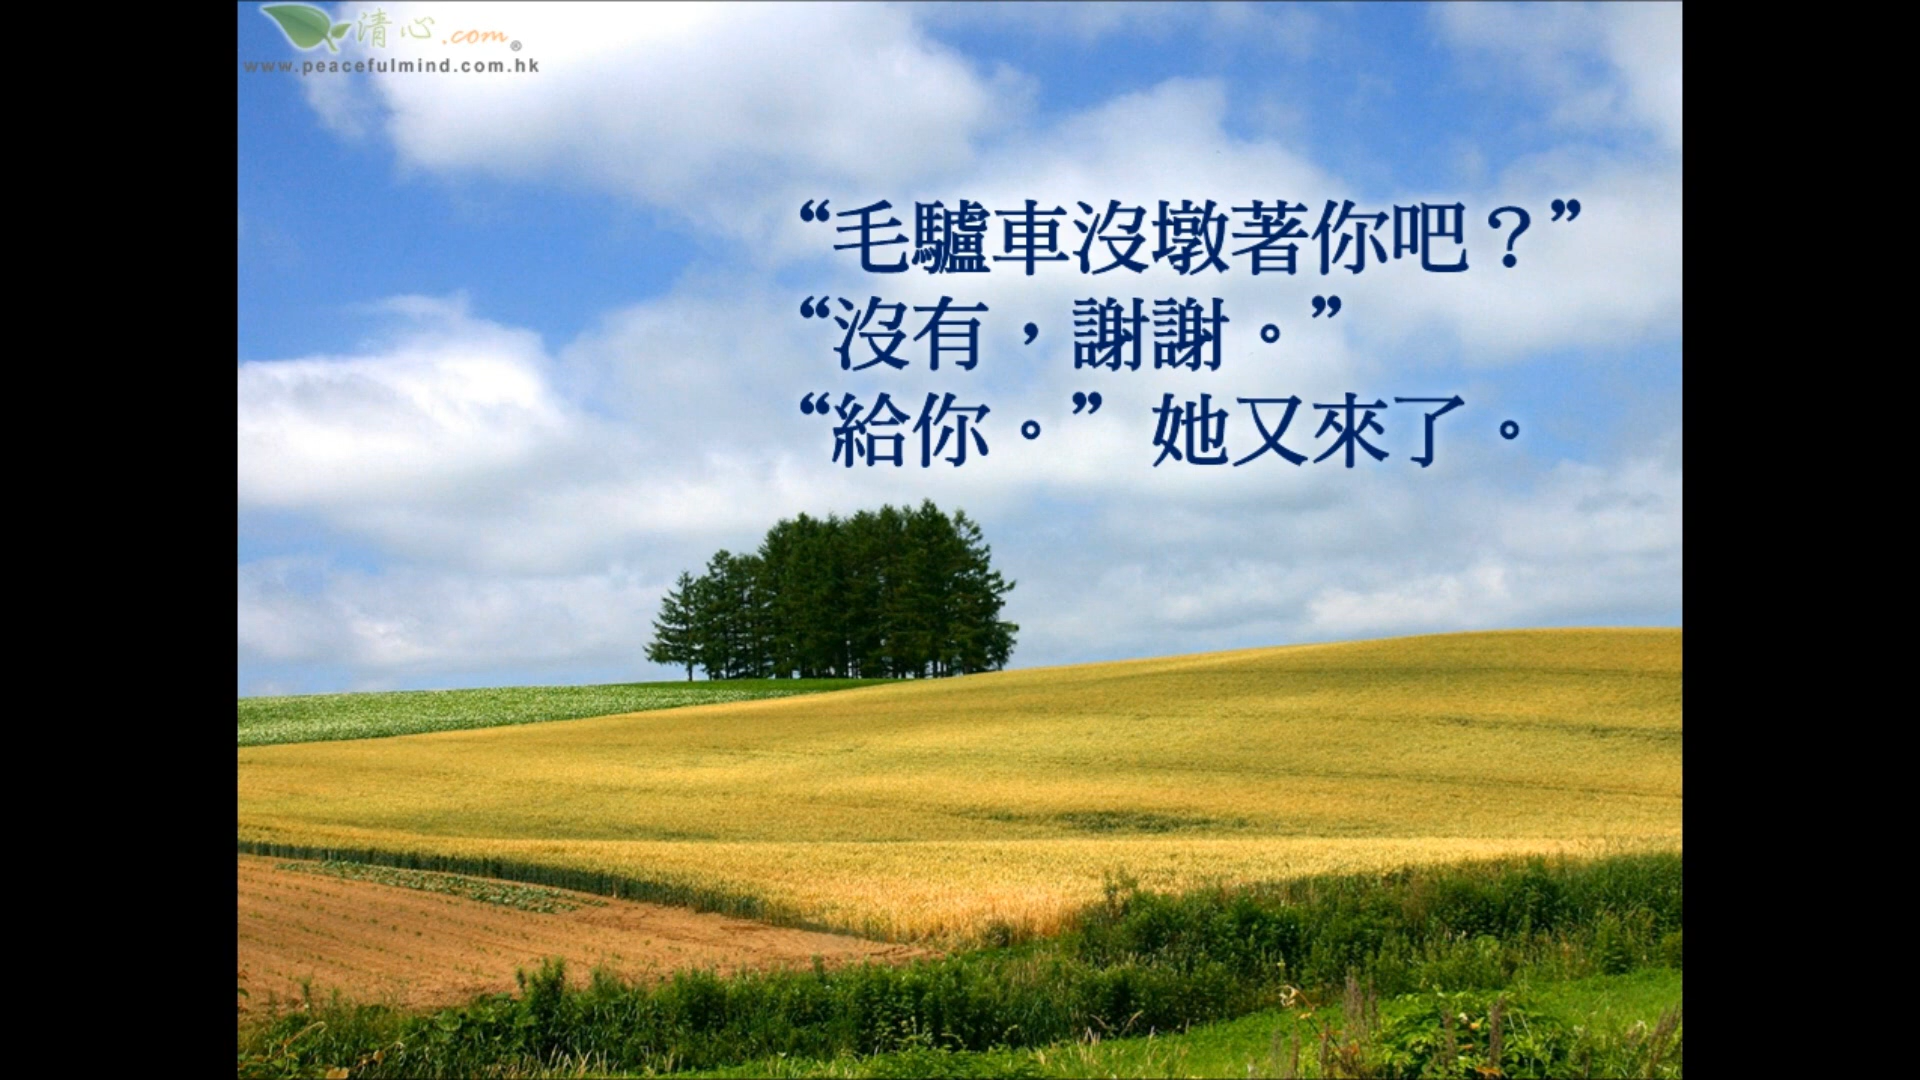 清心.com®
www.peacefulmind.com.hk
“毛驢車沒墩著你吧？”
“沒有，謝謝。”
“給你。”她又來了。